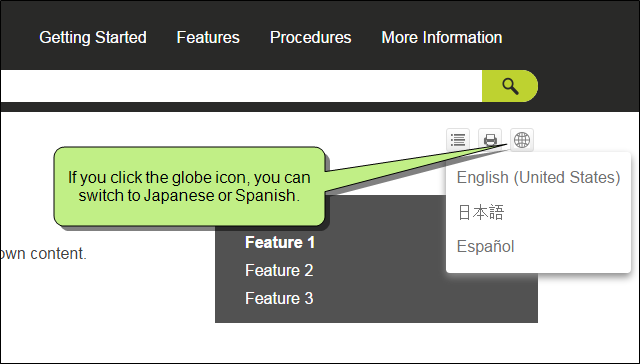 Getting Started Features Procedures More Information
If you click the globe icon, you can
switch to Japanese or Spanish.
English (United States)
日本語
Español
own content.
Feature 1
Feature 2
Feature 3